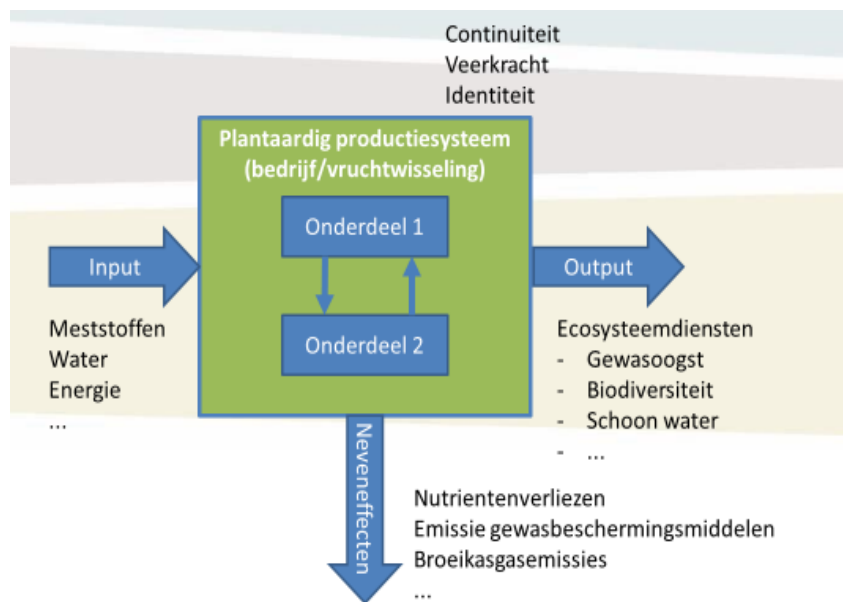 Continuiteit
Veerkracht
Identiteit
Plantaardig productiesysteem
(bedrijf/vruchtwisseling)
Onderdeel 1
Input
Output
Onderdeel 2
Meststoffen
Water
Energie
...
Ecosysteemdiensten
- Gewasoogst
- Biodiversiteit
- Schoon water
- ...
Neveneffecten
Nutrientenverliezen
Emissie gewasbeschermingsmiddelen
Broeikasgasemissies
...